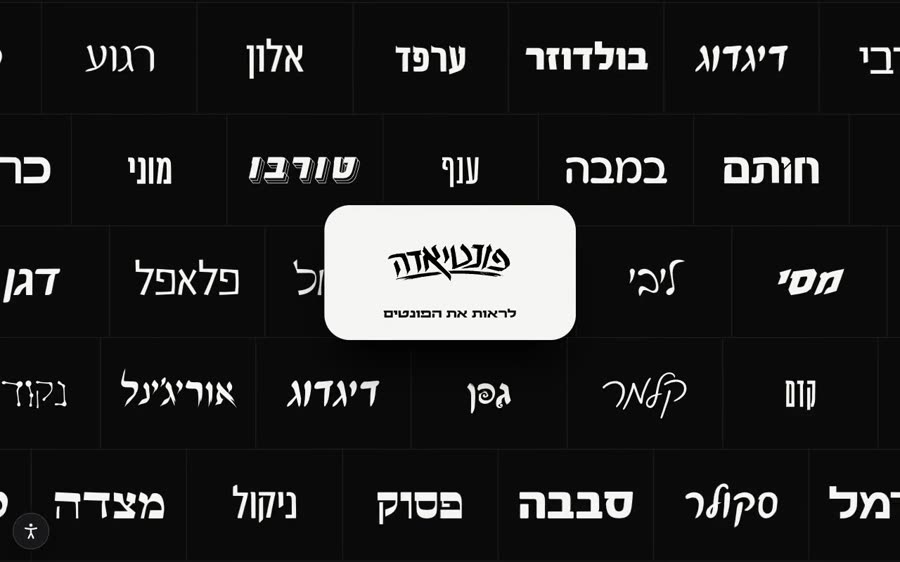 דיגדוג בולדוזר ערפד אלון רגוע
חותם במבה ענף טורבו מוני
פונטיאדה
לראות את הפונטים
מסי ליבי פלאפל דגן
קום קלמר גפן דיגדוג אוריג׳ינל
סקולר סבבה פסוק ניקול מצדה